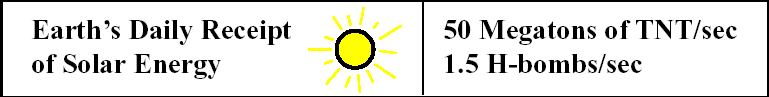 Earth's Daily Receipt
of Solar Energy
50 Megatons of TNT/sec
1.5 H-bombs/sec